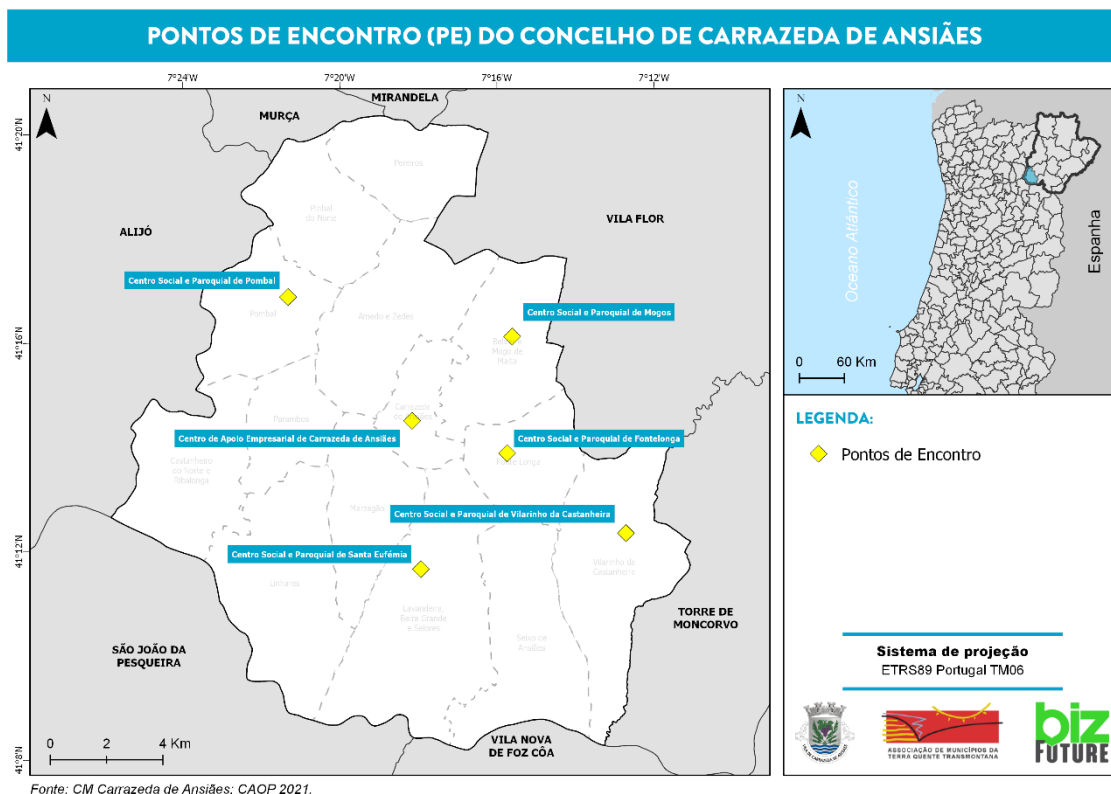 PONTOS DE ENCONTRO (PE) DO CONCELHO DE CARRAZEDA DE ANSIÃES
7°24'W
7°20'W
7°16'W
7°12'W
41°20'N
41°16'N
41°12'N
41°8'N
N
MIRANDELA
MURÇA
ALIJÓ
VILA FLOR
Pereiros
Pinhal
do Norte
Centro Social e Paroquial de Pombal
Pombal
Amedo e Zedes
Centro Social e Paroquial de Mogos
Mogo de
Malta
Parambos
Centro de Apoio Empresarial de Carrazeda de Ansiães
Centro Social e Paroquial de Fontelonga
Fonte Longa
Castanheiro
do Norte e
Ribalonga
Marzagão
Centro Social e Paroquial de Vilarinho da Castanheira
Centro Social e Paroquial de Santa Eufémia
Vilarinho da
Castanheira
Linhares
Lavandeira,
Beira Grande
e Selores
Seixo de
Ansiães
TORRE DE
MONCORVO
SÃO JOÃO DA
PESQUEIRA
VILA NOVA
DE FOZ CÔA
0 2 4 Km
N
Oceano Atlântico
Espanha
0 60 Km
LEGENDA:
Pontos de Encontro
Sistema de projeção
ETRS89 Portugal TM06
ASSOCIAÇÃO DE MUNICÍPIOS DA
TERRA QUENTE TRANSMONTANA
biz
FUTURE
Fonte: CM Carrazeda de Ansiães; CAOP 2021.